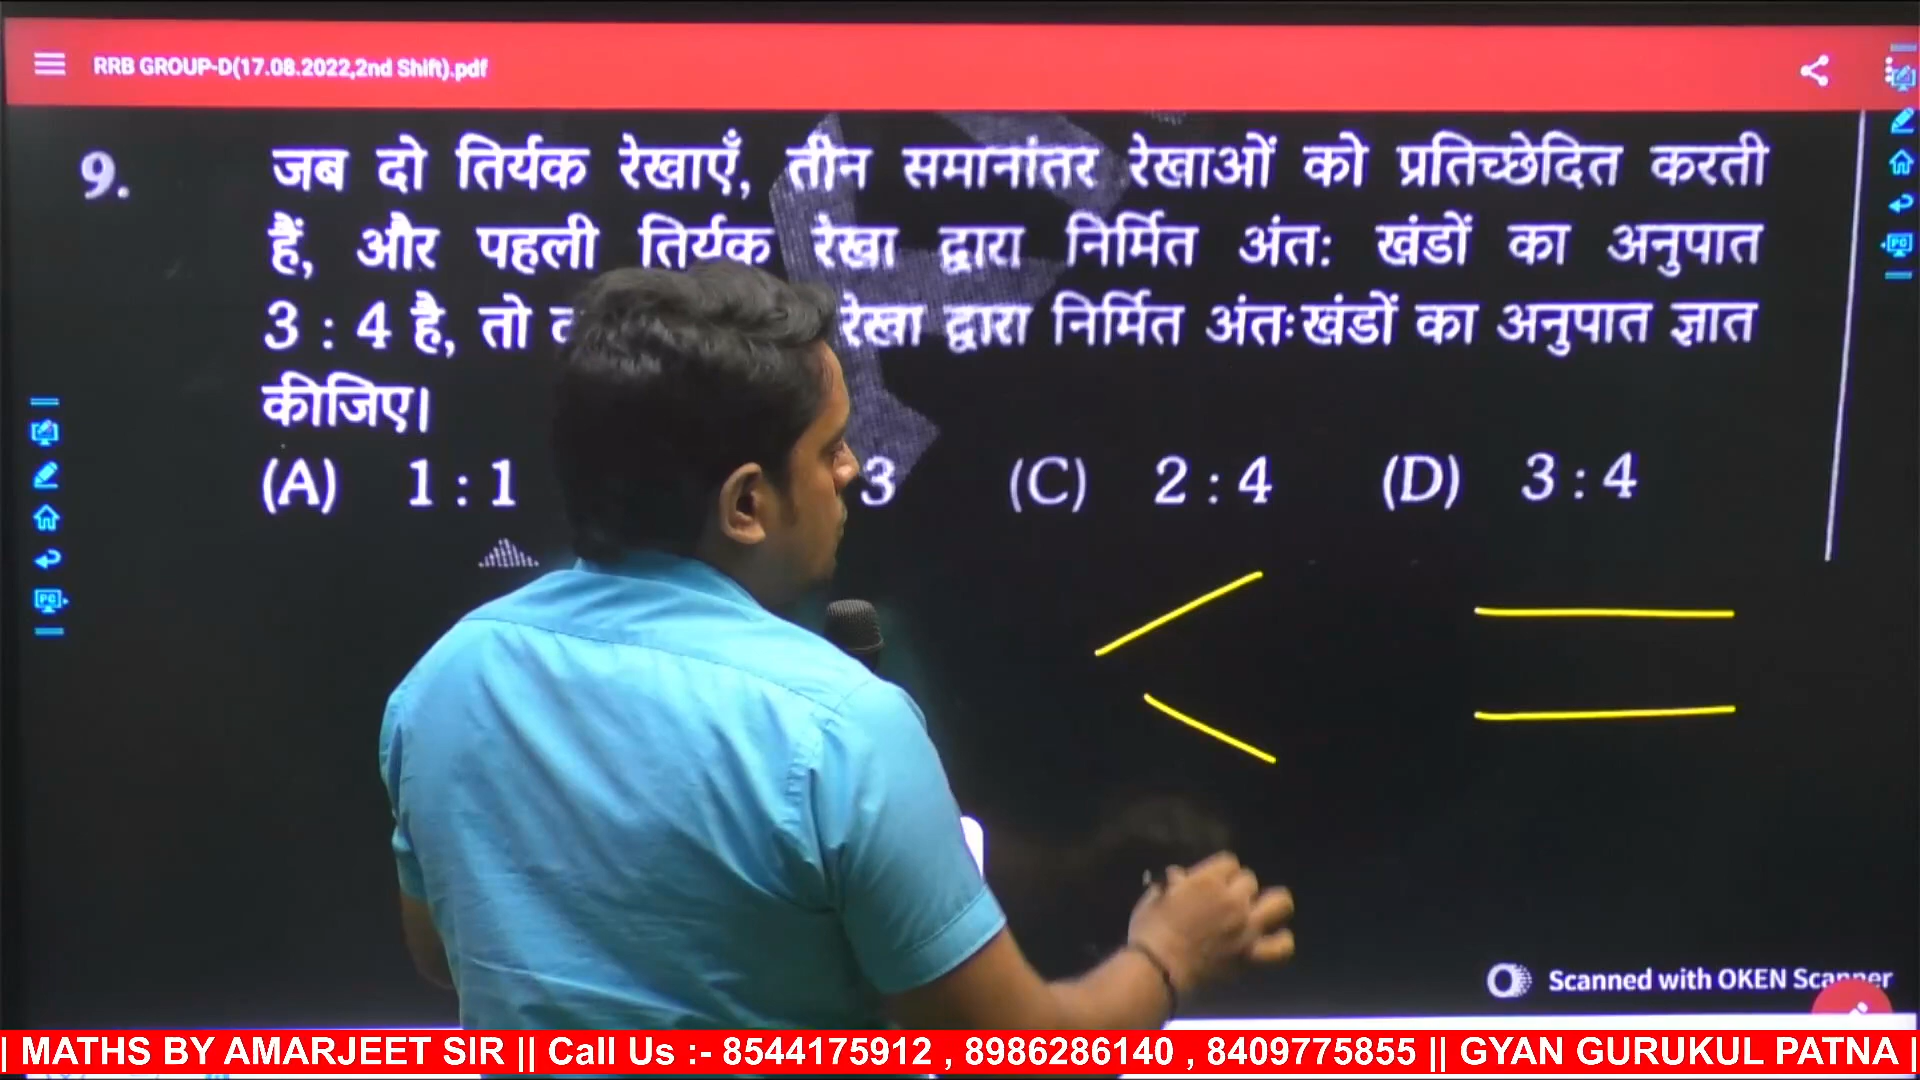 RRB GROUP-D(17.08.2022,2nd Shift).pdf
9. जब दो तिर्यक रेखाएँ, तीन समानांतर रेखाओं को प्रतिच्छेदित करती
हैं, और पहली तिर्यक रेखा द्वारा निर्मित अंत: खंडों का अनुपात
3 : 4 है, तो रेखा द्वारा निर्मित अंतःखंडों का अनुपात ज्ञात
कीजिए।
(A) 1 : 1 3 (C) 2 : 4 (D) 3 : 4
Scanned with OKEN Scanner
| MATHS BY AMARJEET SIR || Call Us :- 8544175912 , 8986286140 , 8409775855 || GYAN GURUKUL PATNA |